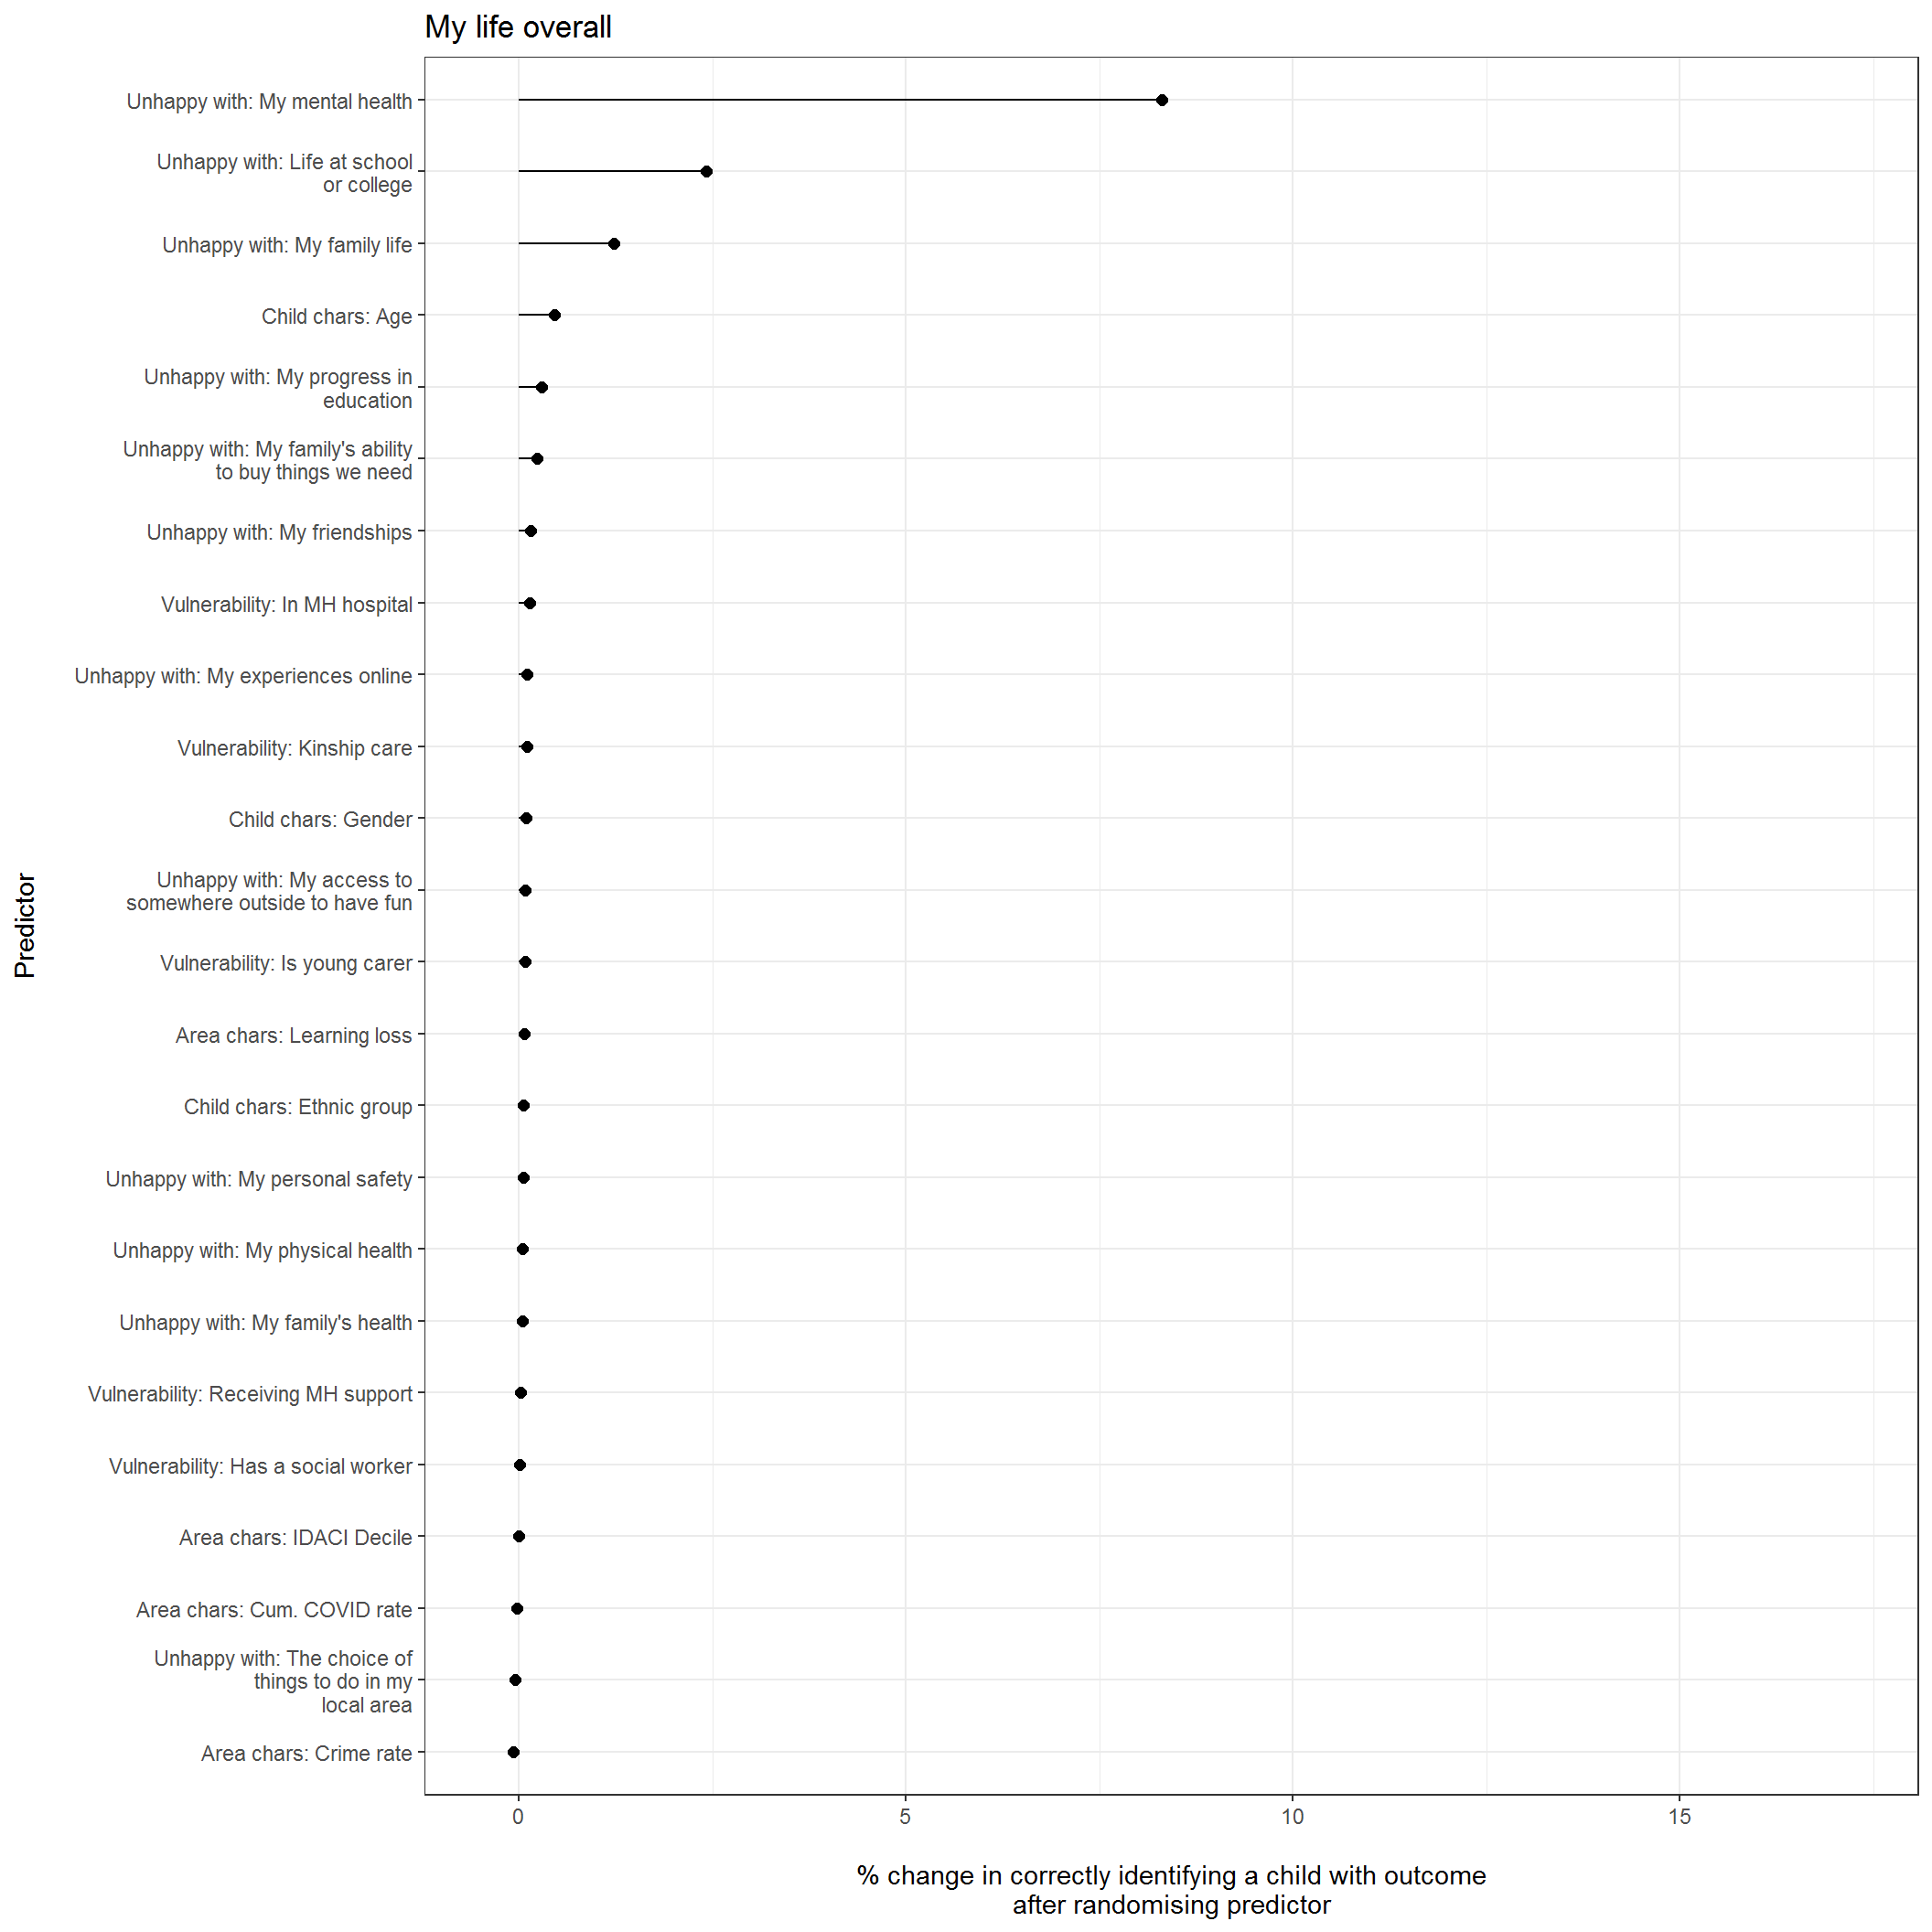 My life overall
Unhappy with: My mental health
Unhappy with: Life at school
or college
Unhappy with: My family life
Child chars: Age
Unhappy with: My progress in
education
Unhappy with: My family's ability
to buy things we need
Unhappy with: My friendships
Vulnerability: In MH hospital
Unhappy with: My experiences online
Vulnerability: Kinship care
Child chars: Gender
Unhappy with: My access to
somewhere outside to have fun
Vulnerability: Is young carer
Area chars: Learning loss
Child chars: Ethnic group
Unhappy with: My personal safety
Unhappy with: My physical health
Unhappy with: My family's health
Vulnerability: Receiving MH support
Vulnerability: Has a social worker
Area chars: IDACI Decile
Area chars: Cum. COVID rate
Unhappy with: The choice of
things to do in my
local area
Area chars: Crime rate
Predictor
0 5 10 15
% change in correctly identifying a child with outcome
after randomising predictor